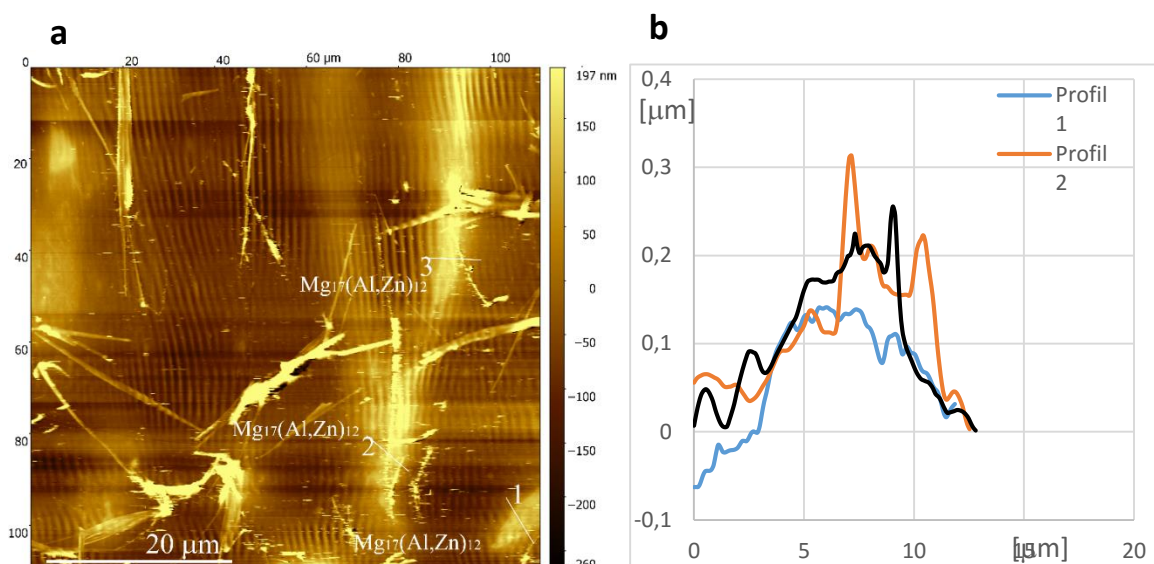 a
0 20 40 60 µm 80 100
20
40
60
80
100
197 nm
150
100
50
0
−50
−100
−150
−200
−260
3
Mg₁₇(Al,Zn)₁₂
Mg₁₇(Al,Zn)₁₂
2
1
20 µm
Mg₁₇(Al,Zn)₁₂
b
0,4
[µm]
0,3
0,2
0,1
0
-0,1
Profil
1
Profil
2
0 5 10 15 [µm] 20